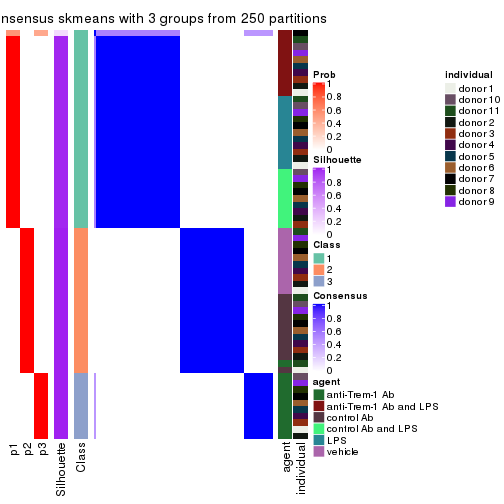 nsensus skmeans with 3 groups from 250 partitions
Prob
1
0.8
0.6
0.4
0.2
0
Silhouette
1
0.8
0.6
0.4
0.2
0
Class
1
2
3
Consensus
1
0.8
0.6
0.4
0.2
0
agent
anti-Trem-1 Ab
anti-Trem-1 Ab and LPS
control Ab
control Ab and LPS
LPS
vehicle
individual
donor 1
donor 10
donor 11
donor 2
donor 3
donor 4
donor 5
donor 6
donor 7
donor 8
donor 9
p1
p2
p3
Silhouette
Class
agent
individual